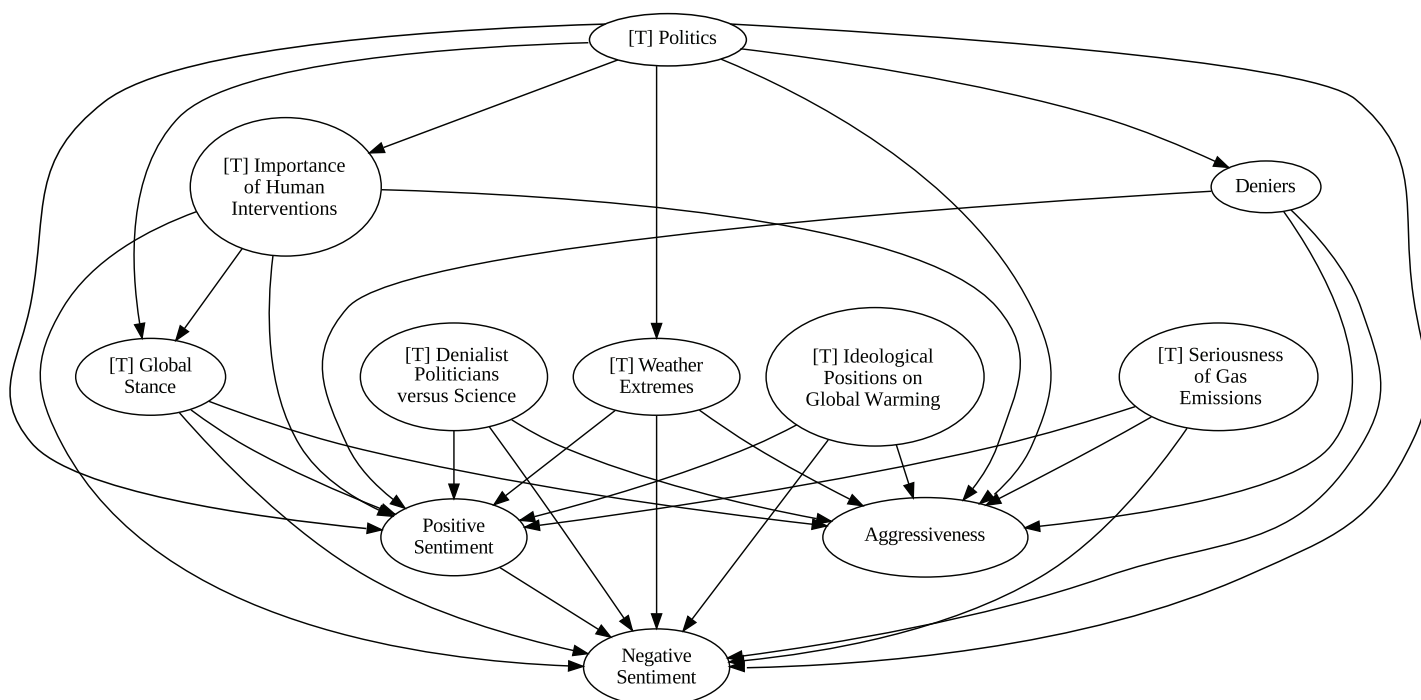 [T] Politics
[T] Importance
of Human
Interventions
Deniers
[T] Global
Stance
[T] Denialist
Politicians
versus Science
[T] Weather
Extremes
[T] Ideological
Positions on
Global Warming
[T] Seriousness
of Gas
Emissions
Positive
Sentiment
Aggressiveness
Negative
Sentiment